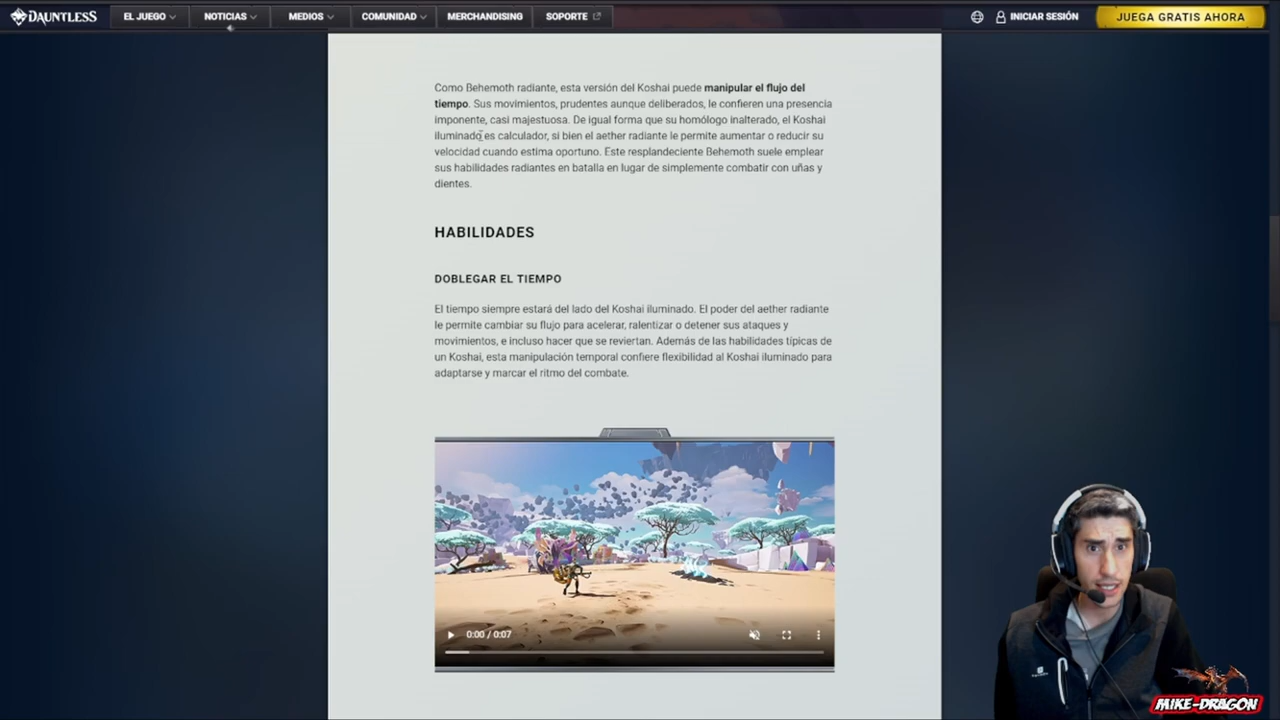 DAUNTLESS EL JUEGO NOTICIAS MEDIOS COMUNIDAD MERCHANDISING SOPORTE INICIAR SESIÓN JUEGA GRATIS AHORA
Como Behemoth radiante, esta versión del Koshai puede manipular el flujo del
tiempo. Sus movimientos, prudentes aunque deliberados, le confieren una presencia
imponente, casi majestuosa. De igual forma que su homólogo inalterado, el Koshai
iluminado es calculador, si bien el aether radiante le permite aumentar o reducir su
velocidad cuando estima oportuno. Este resplandeciente Behemoth suele emplear
sus habilidades radiantes en batalla en lugar de simplemente combatir con uñas y
dientes.
HABILIDADES
DOBLEGAR EL TIEMPO
El tiempo siempre estará del lado del Koshai iluminado. El poder del aether radiante
le permite cambiar su flujo para acelerar, ralentizar o detener sus ataques y
movimientos, e incluso hacer que se reviertan. Además de las habilidades típicas de
un Koshai, esta manipulación temporal confiere flexibilidad al Koshai iluminado para
adaptarse y marcar el ritmo del combate.
0:00 / 0:07
MIKE-DRAGON